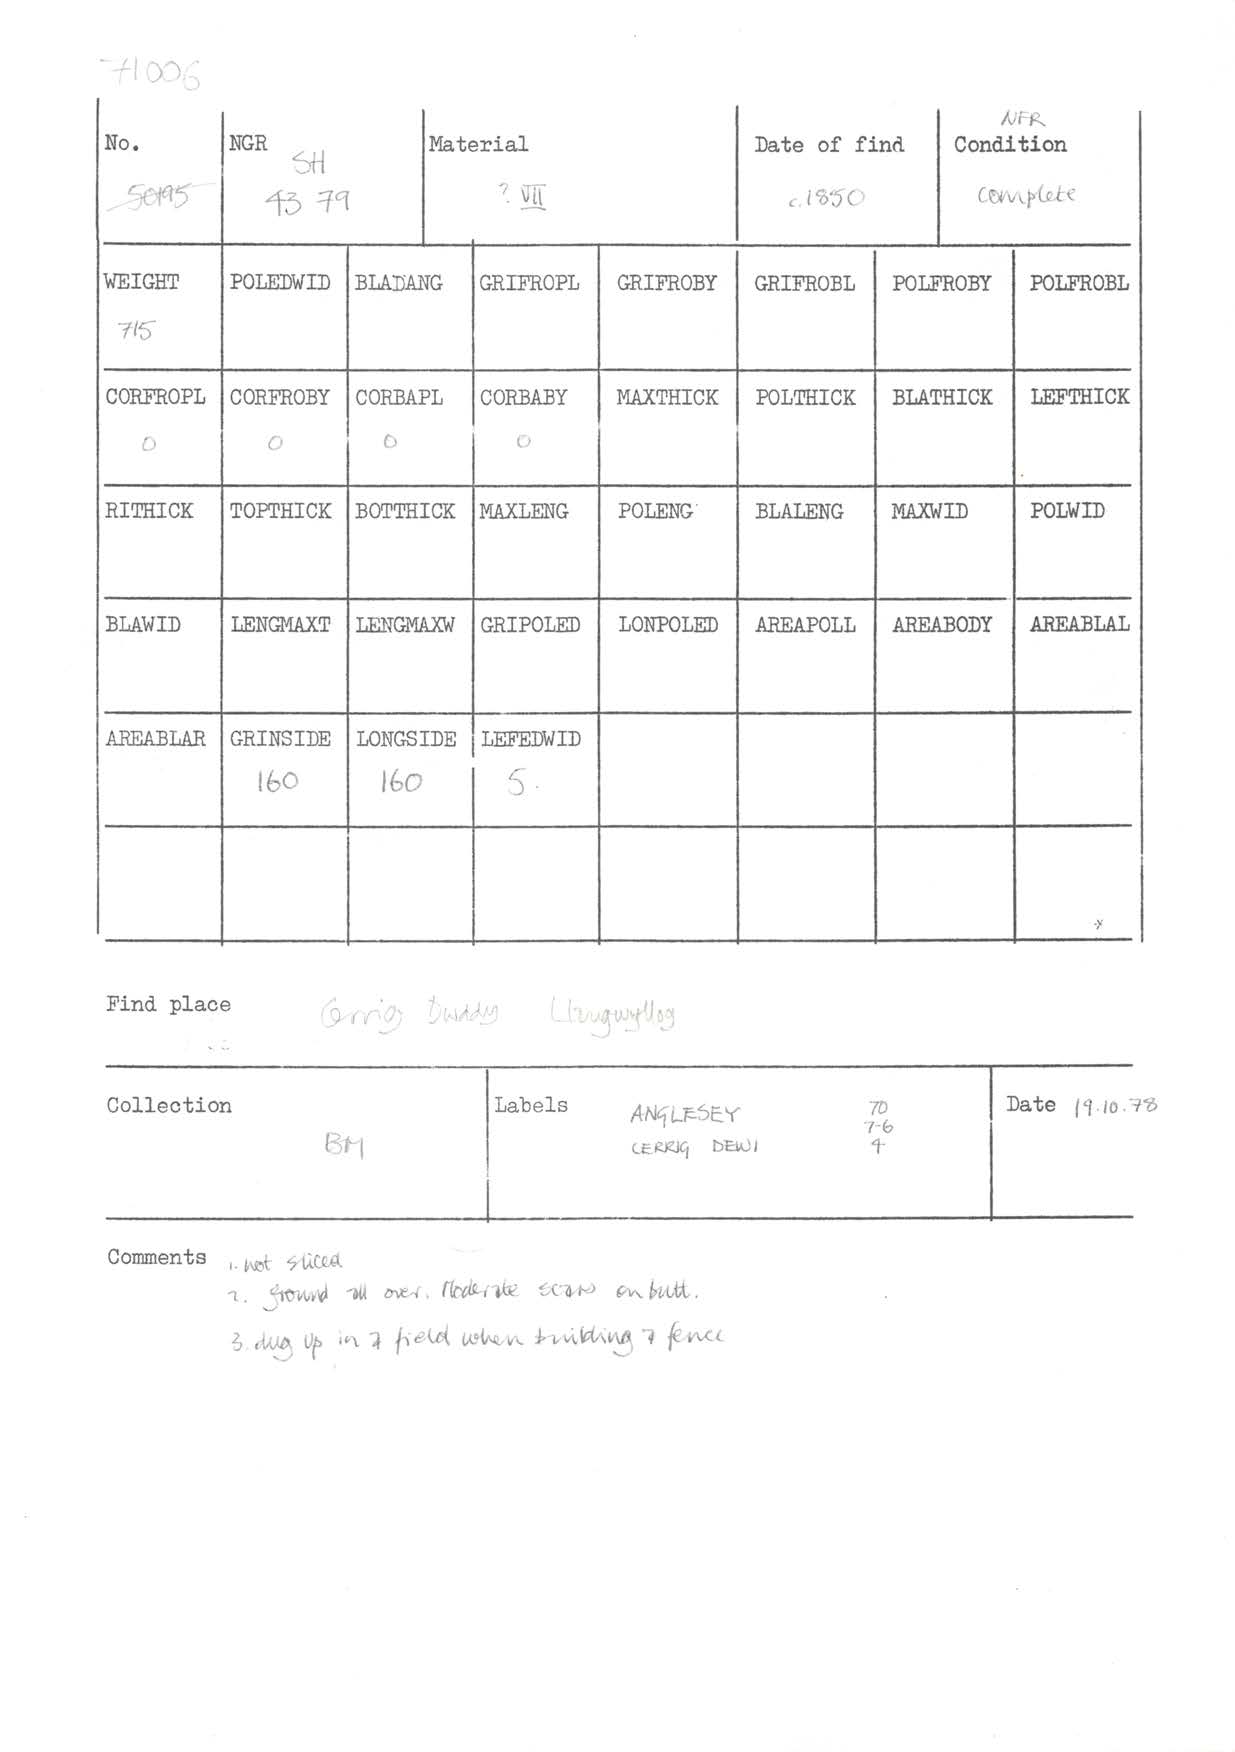 71006
No. NGR Material Date of find NFR Condition
50195 SH 43 79 ? VII c.1850 complete
WEIGHT POLEDWID BLADANG GRIFROPL GRIFROBY GRIFROBL POLFROBY POLFROBL
715
CORFROPL CORFROBY CORBAPL CORBABY MAXTHICK POLTHICK BLATHICK LEFTHICK
0 0 0 0
RITHICK TOPTHICK BOTTHICK MAXLENG POLENG BLALENG MAXWID POLWID
BLAWID LENGMAXT LENGMAXW GRIPOLED LONPOLED AREAPOLL AREABODY AREABLAL
AREABLAR GRINSIDE LONGSIDE LEFEDWID
160 160 5.
Find place Cerrig Llangwyllog
Collection Labels ANGLESEY 70 Date 19.10.78
7-6
BM CERRIG DEWI 4
Comments 1. not sliced
2. ground all over. Moderate scars on butt.
3. dug up in a field when building a fence